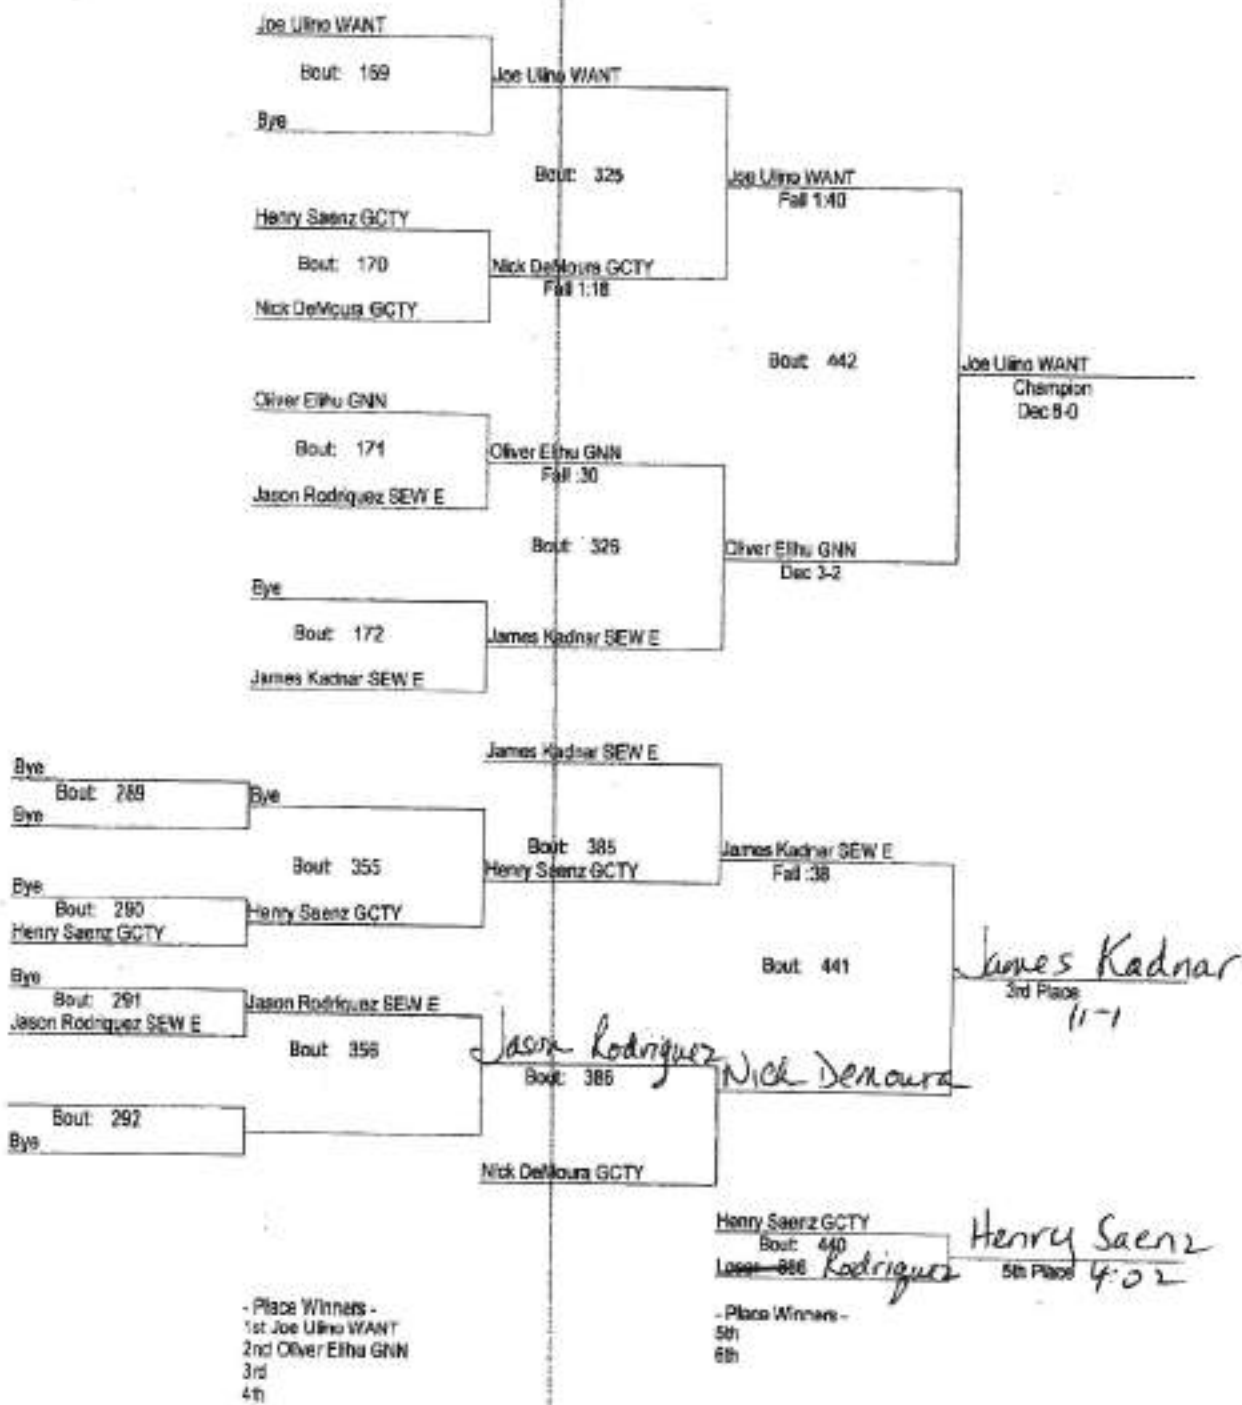 Joe Ulino WANT
Bout: 169
Bye
Joe Ulino WANT
Bout: 325
Henry Saenz GCTY
Bout: 170
Nick DeMoura GCTY
Nick DeMoura GCTY
Fall 1:18
Joe Ulino WANT
Fall 1:40
Bout: 442
Joe Ulino WANT
Champion
Dec 8-0
Oliver Elihu GNN
Bout: 171
Jason Rodriquez SEW E
Oliver Elihu GNN
Fall :30
Bout: 326
Bye
Bout: 172
James Kadnar SEW E
James Kadnar SEW E
Oliver Elihu GNN
Dec 3-2
James Kadnar SEW E
Bye
Bout: 289
Bye
Bye
Bout: 355
Bye
Bout: 290
Henry Saenz GCTY
Henry Saenz GCTY
Bout: 385
Henry Saenz GCTY
James Kadnar SEW E
Fall :38
Bye
Bout: 291
Jason Rodriquez SEW E
Jason Rodriquez SEW E
Bout: 356
Bout: 292
Bye
Jason Rodriguez
Bout: 386
Nick DeMoura GCTY
Bout: 441
Nick Demoura
James Kadnar
3rd Place
11-1
Henry Saenz GCTY
Bout: 440
Loser 386 Rodriguez
Henry Saenz
5th Place 4:02
- Place Winners -
1st Joe Ulino WANT
2nd Oliver Elihu GNN
3rd
4th
- Place Winners -
5th
6th